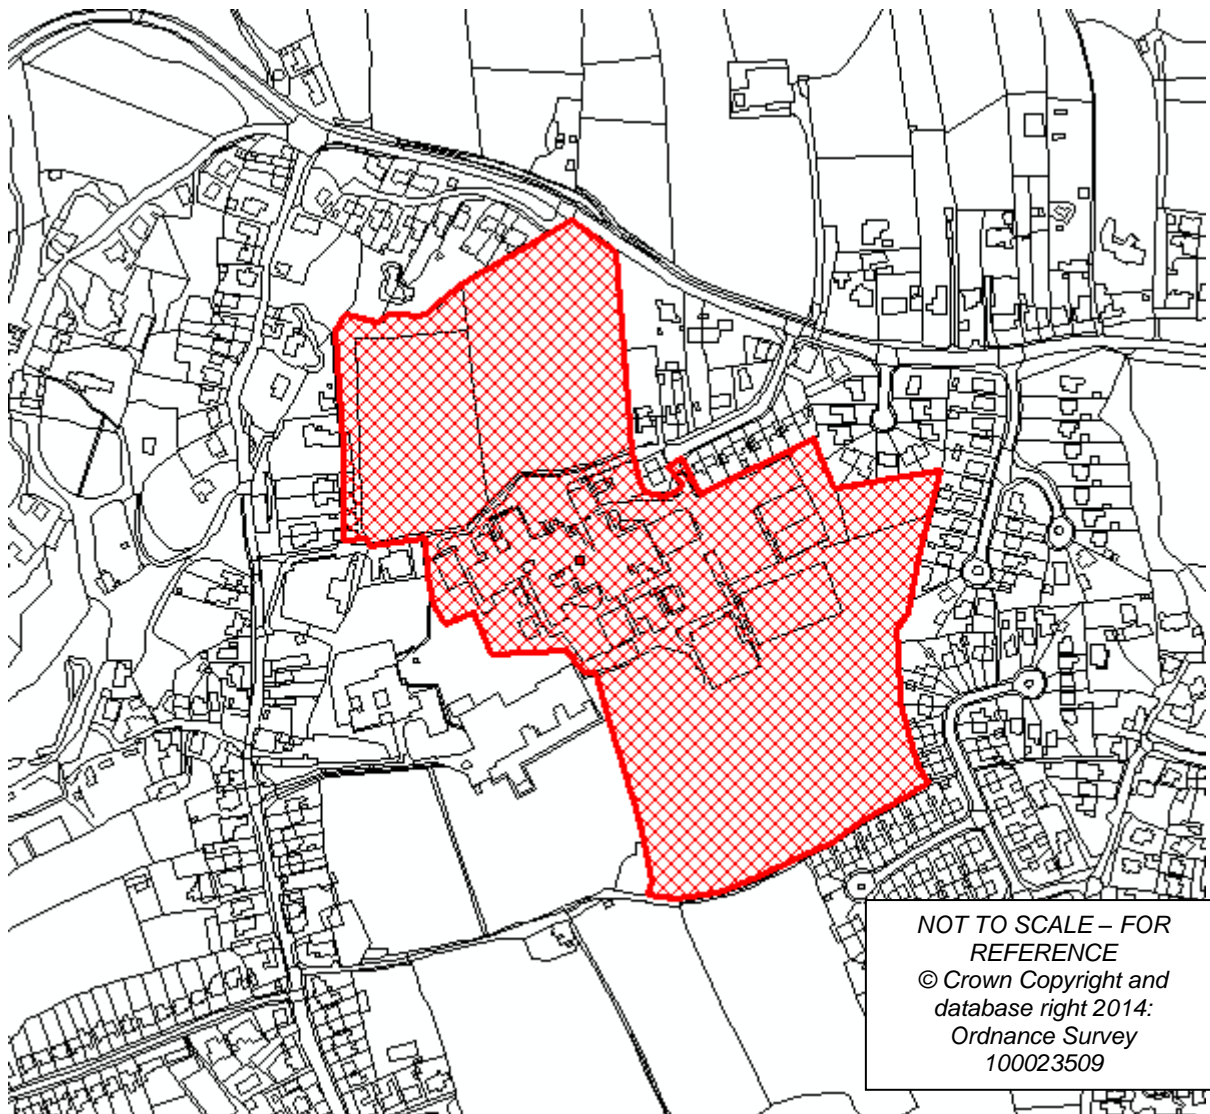 NOT TO SCALE – FOR
REFERENCE
© Crown Copyright and
database right 2014:
Ordnance Survey
100023509